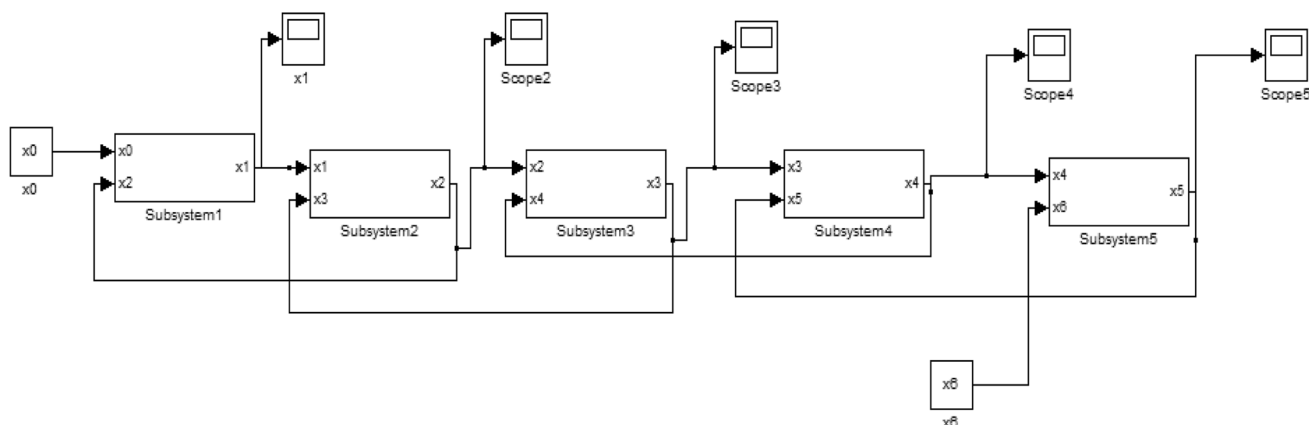 x1
Scope2
Scope3
Scope4
Scope5
x0
x0
x0
x2
x1
Subsystem1
x1
x3
x2
Subsystem2
x2
x4
x3
Subsystem3
x3
x5
x4
Subsystem4
x4
x6
x5
Subsystem5
x6
x6